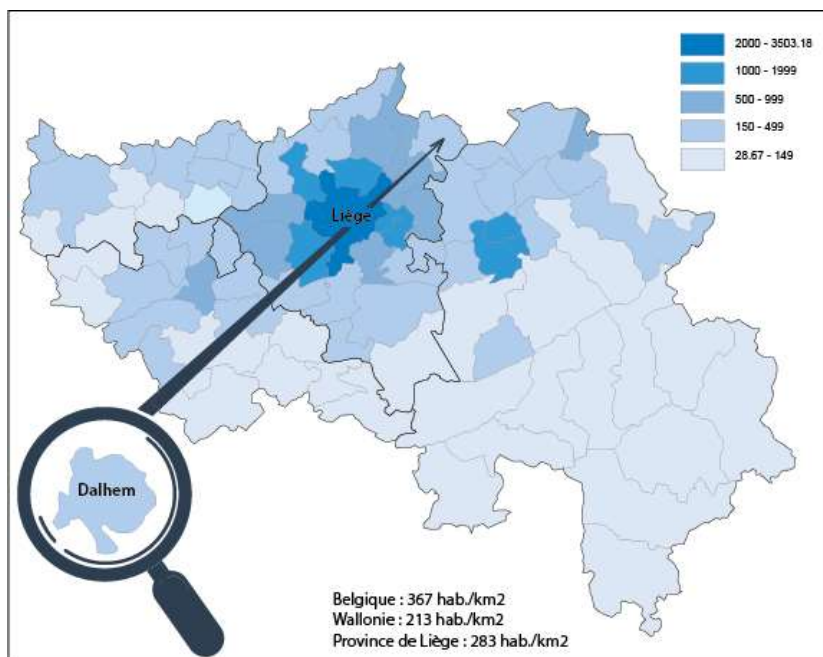 2000 - 3503.18
1000 - 1999
500 - 999
150 - 499
28.67 - 149
Liège
Dalhem
Belgique : 367 hab./km2
Wallonie : 213 hab./km2
Province de Liège : 283 hab./km2